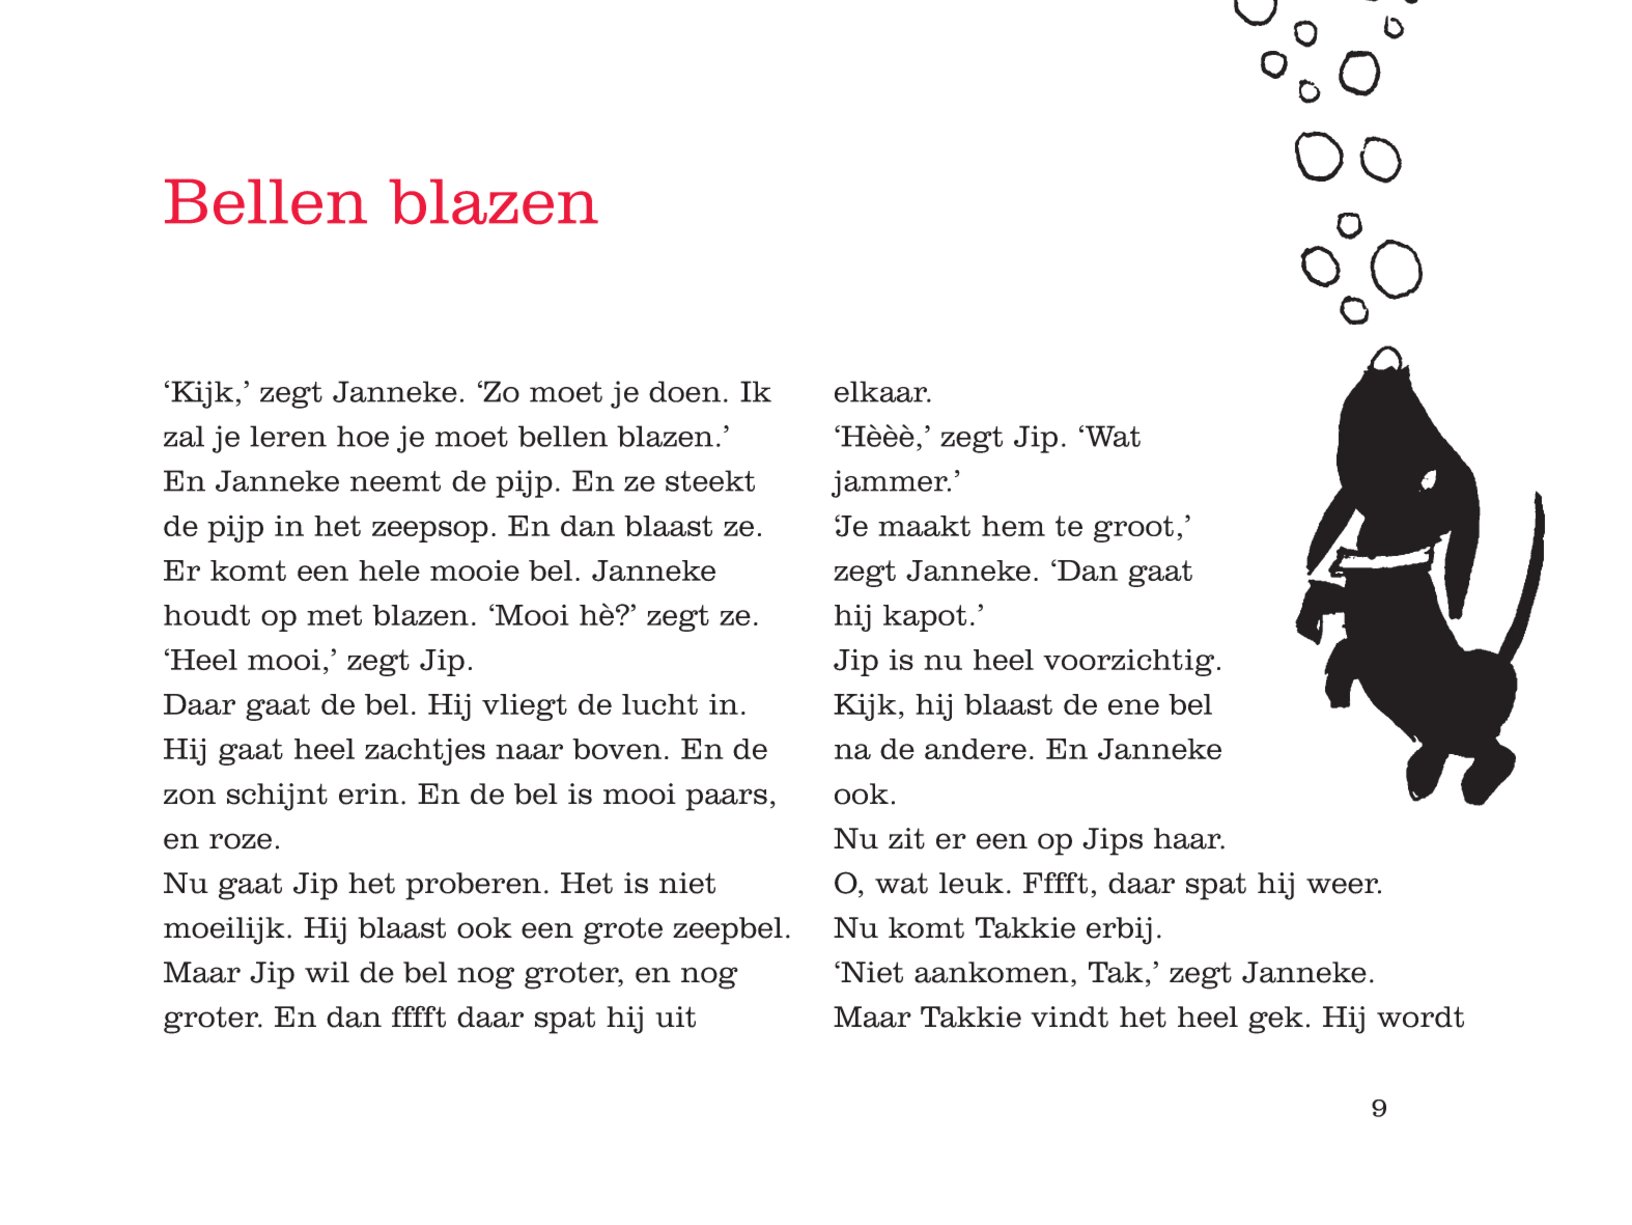 Bellen blazen
‘Kijk,’ zegt Janneke. ‘Zo moet je doen. Ik
zal je leren hoe je moet bellen blazen.’
En Janneke neemt de pijp. En ze steekt
de pijp in het zeepsop. En dan blaast ze.
Er komt een hele mooie bel. Janneke
houdt op met blazen. ‘Mooi hè?’ zegt ze.
‘Heel mooi,’ zegt Jip.
Daar gaat de bel. Hij vliegt de lucht in.
Hij gaat heel zachtjes naar boven. En de
zon schijnt erin. En de bel is mooi paars,
en roze.
Nu gaat Jip het proberen. Het is niet
moeilijk. Hij blaast ook een grote zeepbel.
Maar Jip wil de bel nog groter, en nog
groter. En dan fffft daar spat hij uit
elkaar.
‘Hèèè,’ zegt Jip. ‘Wat
jammer.’
‘Je maakt hem te groot,’
zegt Janneke. ‘Dan gaat
hij kapot.’
Jip is nu heel voorzichtig.
Kijk, hij blaast de ene bel
na de andere. En Janneke
ook.
Nu zit er een op Jips haar.
O, wat leuk. Fffft, daar spat hij weer.
Nu komt Takkie erbij.
‘Niet aankomen, Tak,’ zegt Janneke.
Maar Takkie vindt het heel gek. Hij wordt
9